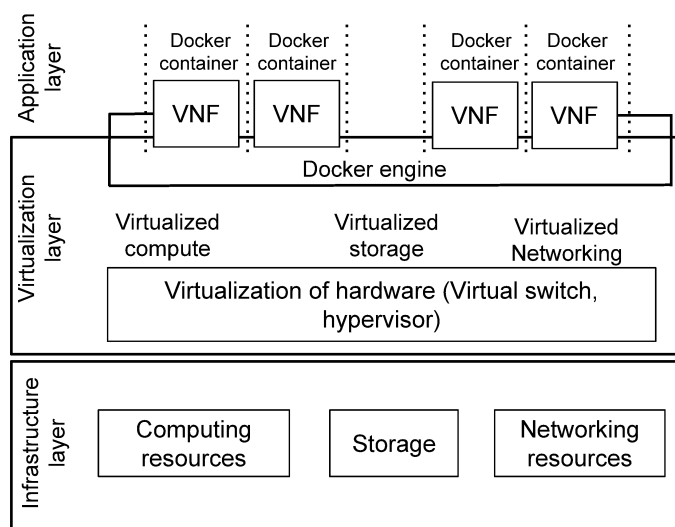 Application
layer
Docker
container
Docker
container
Docker
container
Docker
container
VNF
VNF
VNF
VNF
Docker engine
Virtualization
layer
Virtualized
compute
Virtualized
storage
Virtualized
Networking
Virtualization of hardware (Virtual switch,
hypervisor)
Infrastructure
layer
Computing
resources
Storage
Networking
resources